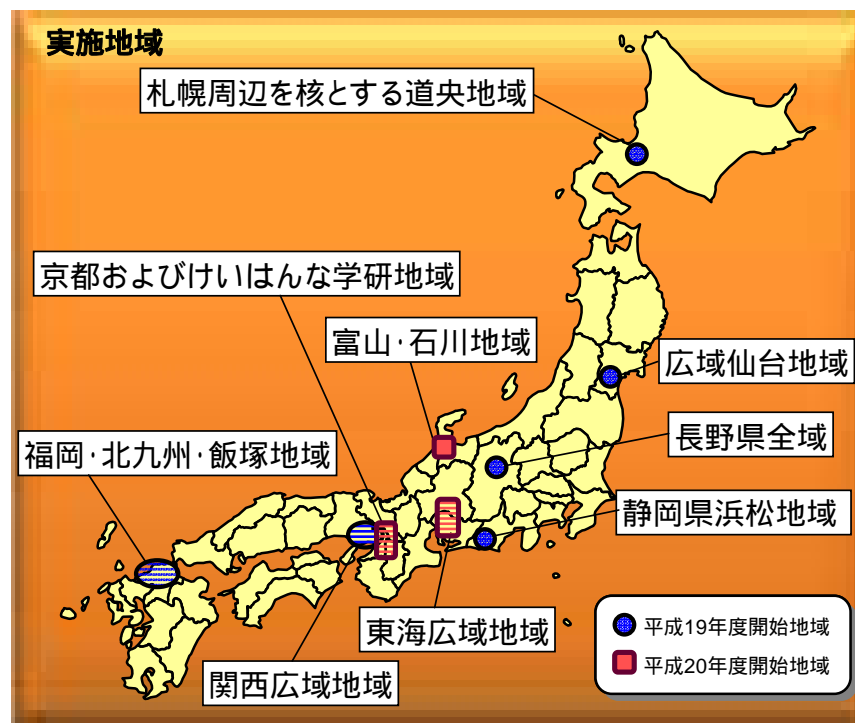 実施地域
札幌周辺を核とする道央地域
京都およびけいはんな学研地域
富山・石川地域
広域仙台地域
福岡・北九州・飯塚地域
長野県全域
静岡県浜松地域
東海広域地域
関西広域地域
平成19年度開始地域
平成20年度開始地域